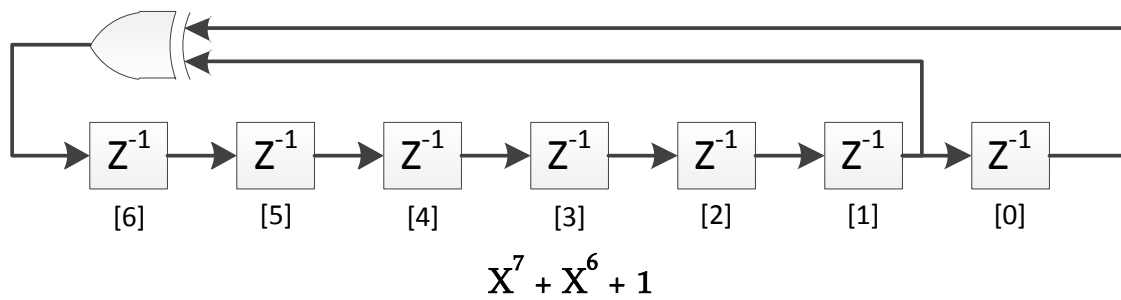 Z⁻¹ Z⁻¹ Z⁻¹ Z⁻¹ Z⁻¹ Z⁻¹ Z⁻¹
[6] [5] [4] [3] [2] [1] [0]
X⁷ + X⁶ + 1